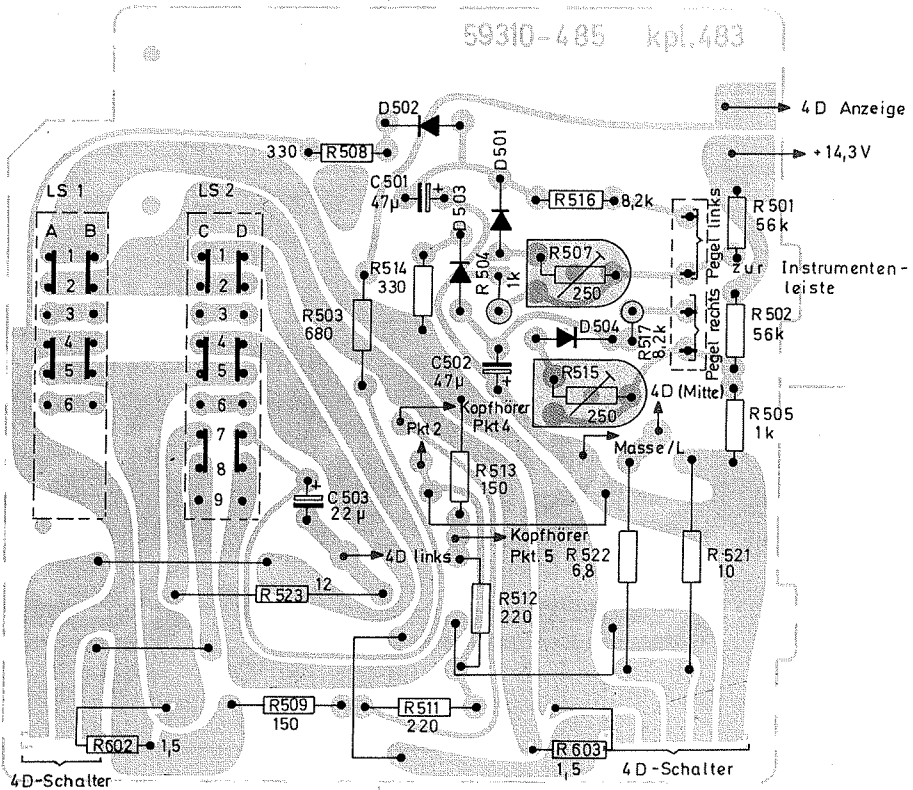 59310-485 kpl.483
D502
4D Anzeige
330 R508
D501
+14,3V
LS 1
LS 2
C501
47µ
+
D503
R516 8,2k
Pegel links
R501
56k
A B
C D
1
2
3
4
5
6
1
2
3
4
5
6
7
8
9
R514
330
R504
1k
R507
250
zur Instrumenten-
leiste
R503
680
D504
R517
8,2k
Pegel rechts
R502
56k
C502
47µ
+
R515
250
4D (Mitte)
Kopfhörer
Pkt4
Pkt2
R505
1k
Masse/L
R513
150
+
C503
22µ
Kopfhörer
Pkt.5
4D links
R522
6,8
R521
10
R523 12
R512
220
R509
150
R511
220
R602 1,5
R603
1,5
4D-Schalter
4D-Schalter